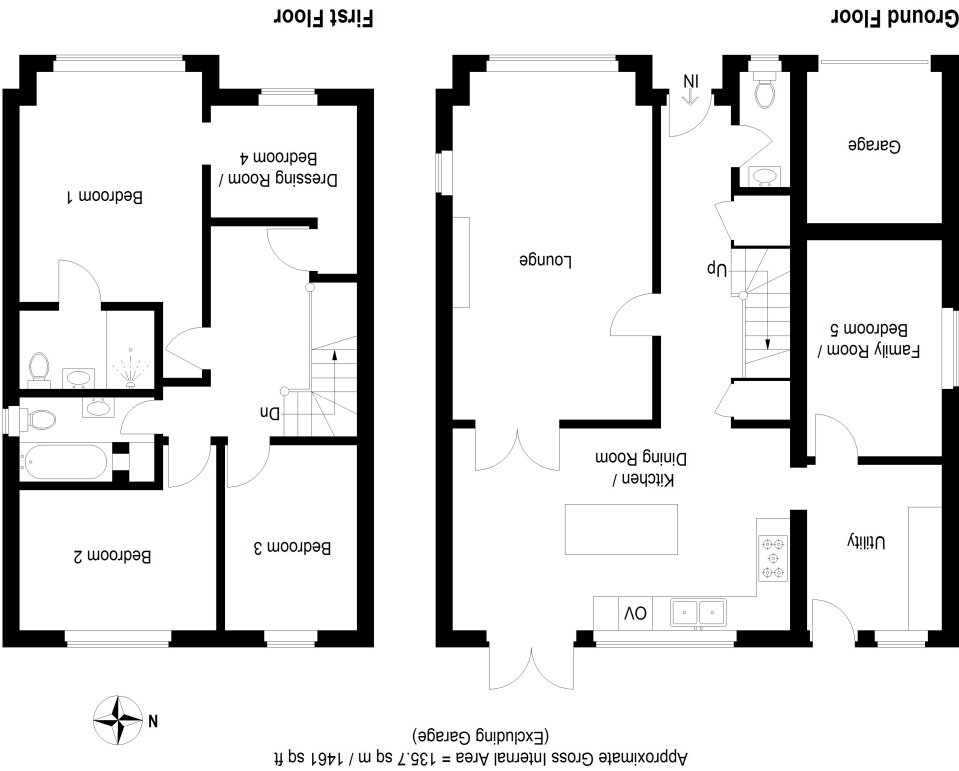 Approximate Gross Internal Area = 135.7 sq m / 1461 sq ft
(Excluding Garage)
N
Utility
OV
Kitchen /
Dining Room
Family Room /
Bedroom 5
Up
Lounge
Garage
IN
Ground Floor
Bedroom 3
Bedroom 2
Dn
Dressing Room /
Bedroom 4
Bedroom 1
First Floor